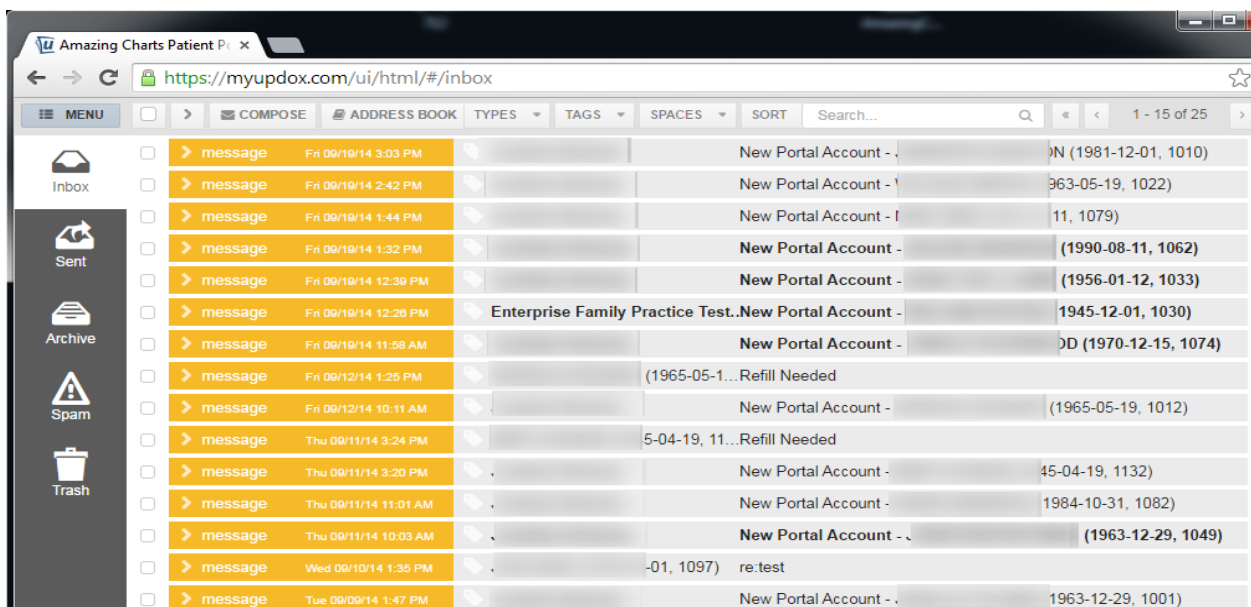 Amazing Charts Patient Po
https://myupdox.com/ui/html/#/inbox
MENU COMPOSE ADDRESS BOOK TYPES TAGS SPACES SORT Search... 1 - 15 of 25
Inbox
Sent
Archive
Spam
Trash
message Fri 09/19/14 3:03 PM New Portal Account - N (1981-12-01, 1010)
message Fri 09/19/14 2:42 PM New Portal Account - 963-05-19, 1022)
message Fri 09/19/14 1:44 PM New Portal Account - 11, 1079)
message Fri 09/19/14 1:32 PM New Portal Account - (1990-08-11, 1062)
message Fri 09/19/14 12:39 PM New Portal Account - (1956-01-12, 1033)
message Fri 09/19/14 12:26 PM Enterprise Family Practice Test..New Portal Account - 1945-12-01, 1030)
message Fri 09/19/14 11:58 AM New Portal Account - D (1970-12-15, 1074)
message Fri 09/12/14 1:25 PM (1965-05-1...Refill Needed
message Fri 09/12/14 10:11 AM New Portal Account - (1965-05-19, 1012)
message Thu 09/11/14 3:24 PM 5-04-19, 11...Refill Needed
message Thu 09/11/14 3:20 PM New Portal Account - 45-04-19, 1132)
message Thu 09/11/14 11:01 AM New Portal Account - 1984-10-31, 1082)
message Thu 09/11/14 10:03 AM New Portal Account - (1963-12-29, 1049)
message Wed 09/10/14 1:35 PM -01, 1097) re:test
message Tue 09/09/14 1:47 PM New Portal Account - 1963-12-29, 1001)